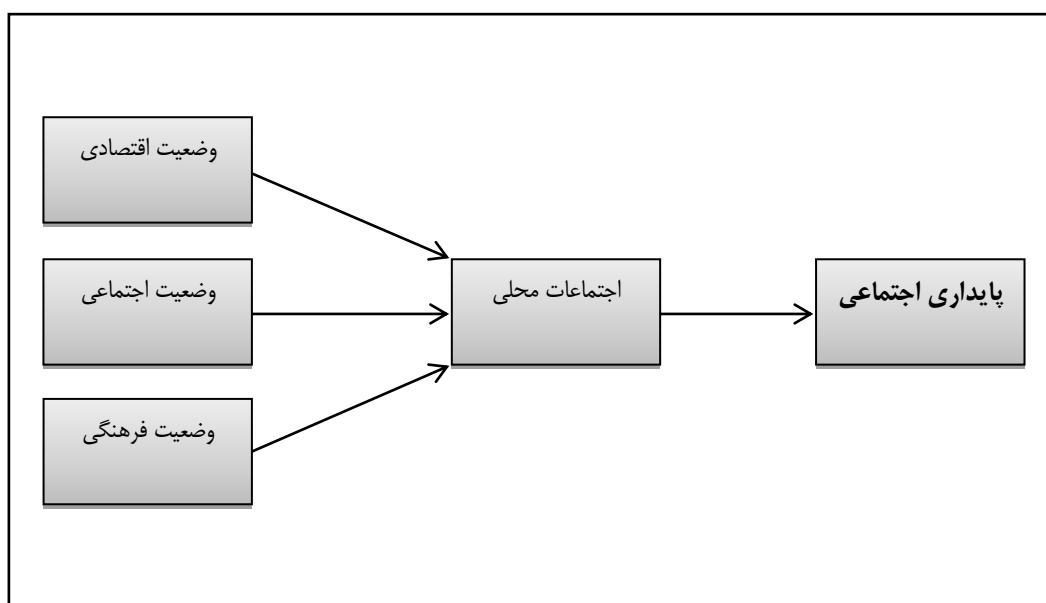 وضعیت اقتصادی
وضعیت اجتماعی
وضعیت فرهنگی
اجتماعات محلی
پایداری اجتماعی